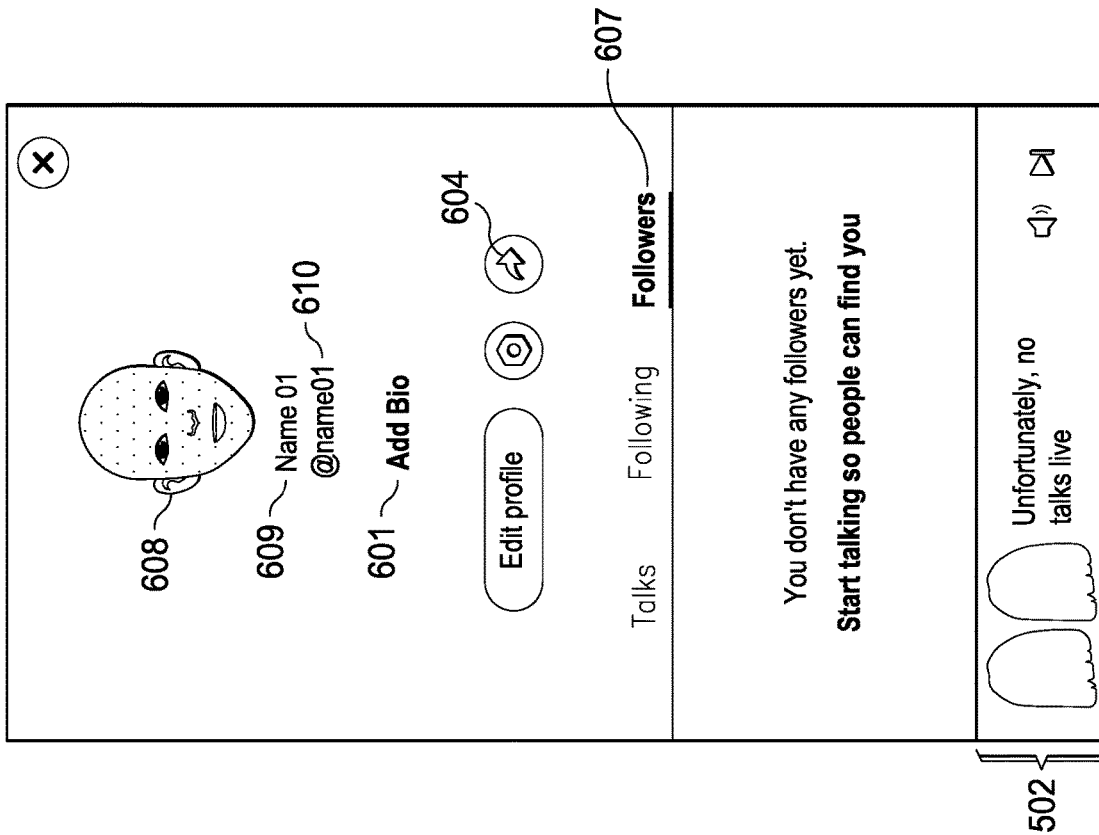 608
609
Name 01
@name01
610
601
Add Bio
Edit profile
604
Talks
Following
Followers
607
You don't have any followers yet.
Start talking so people can find you
Unfortunately, no
talks live
502